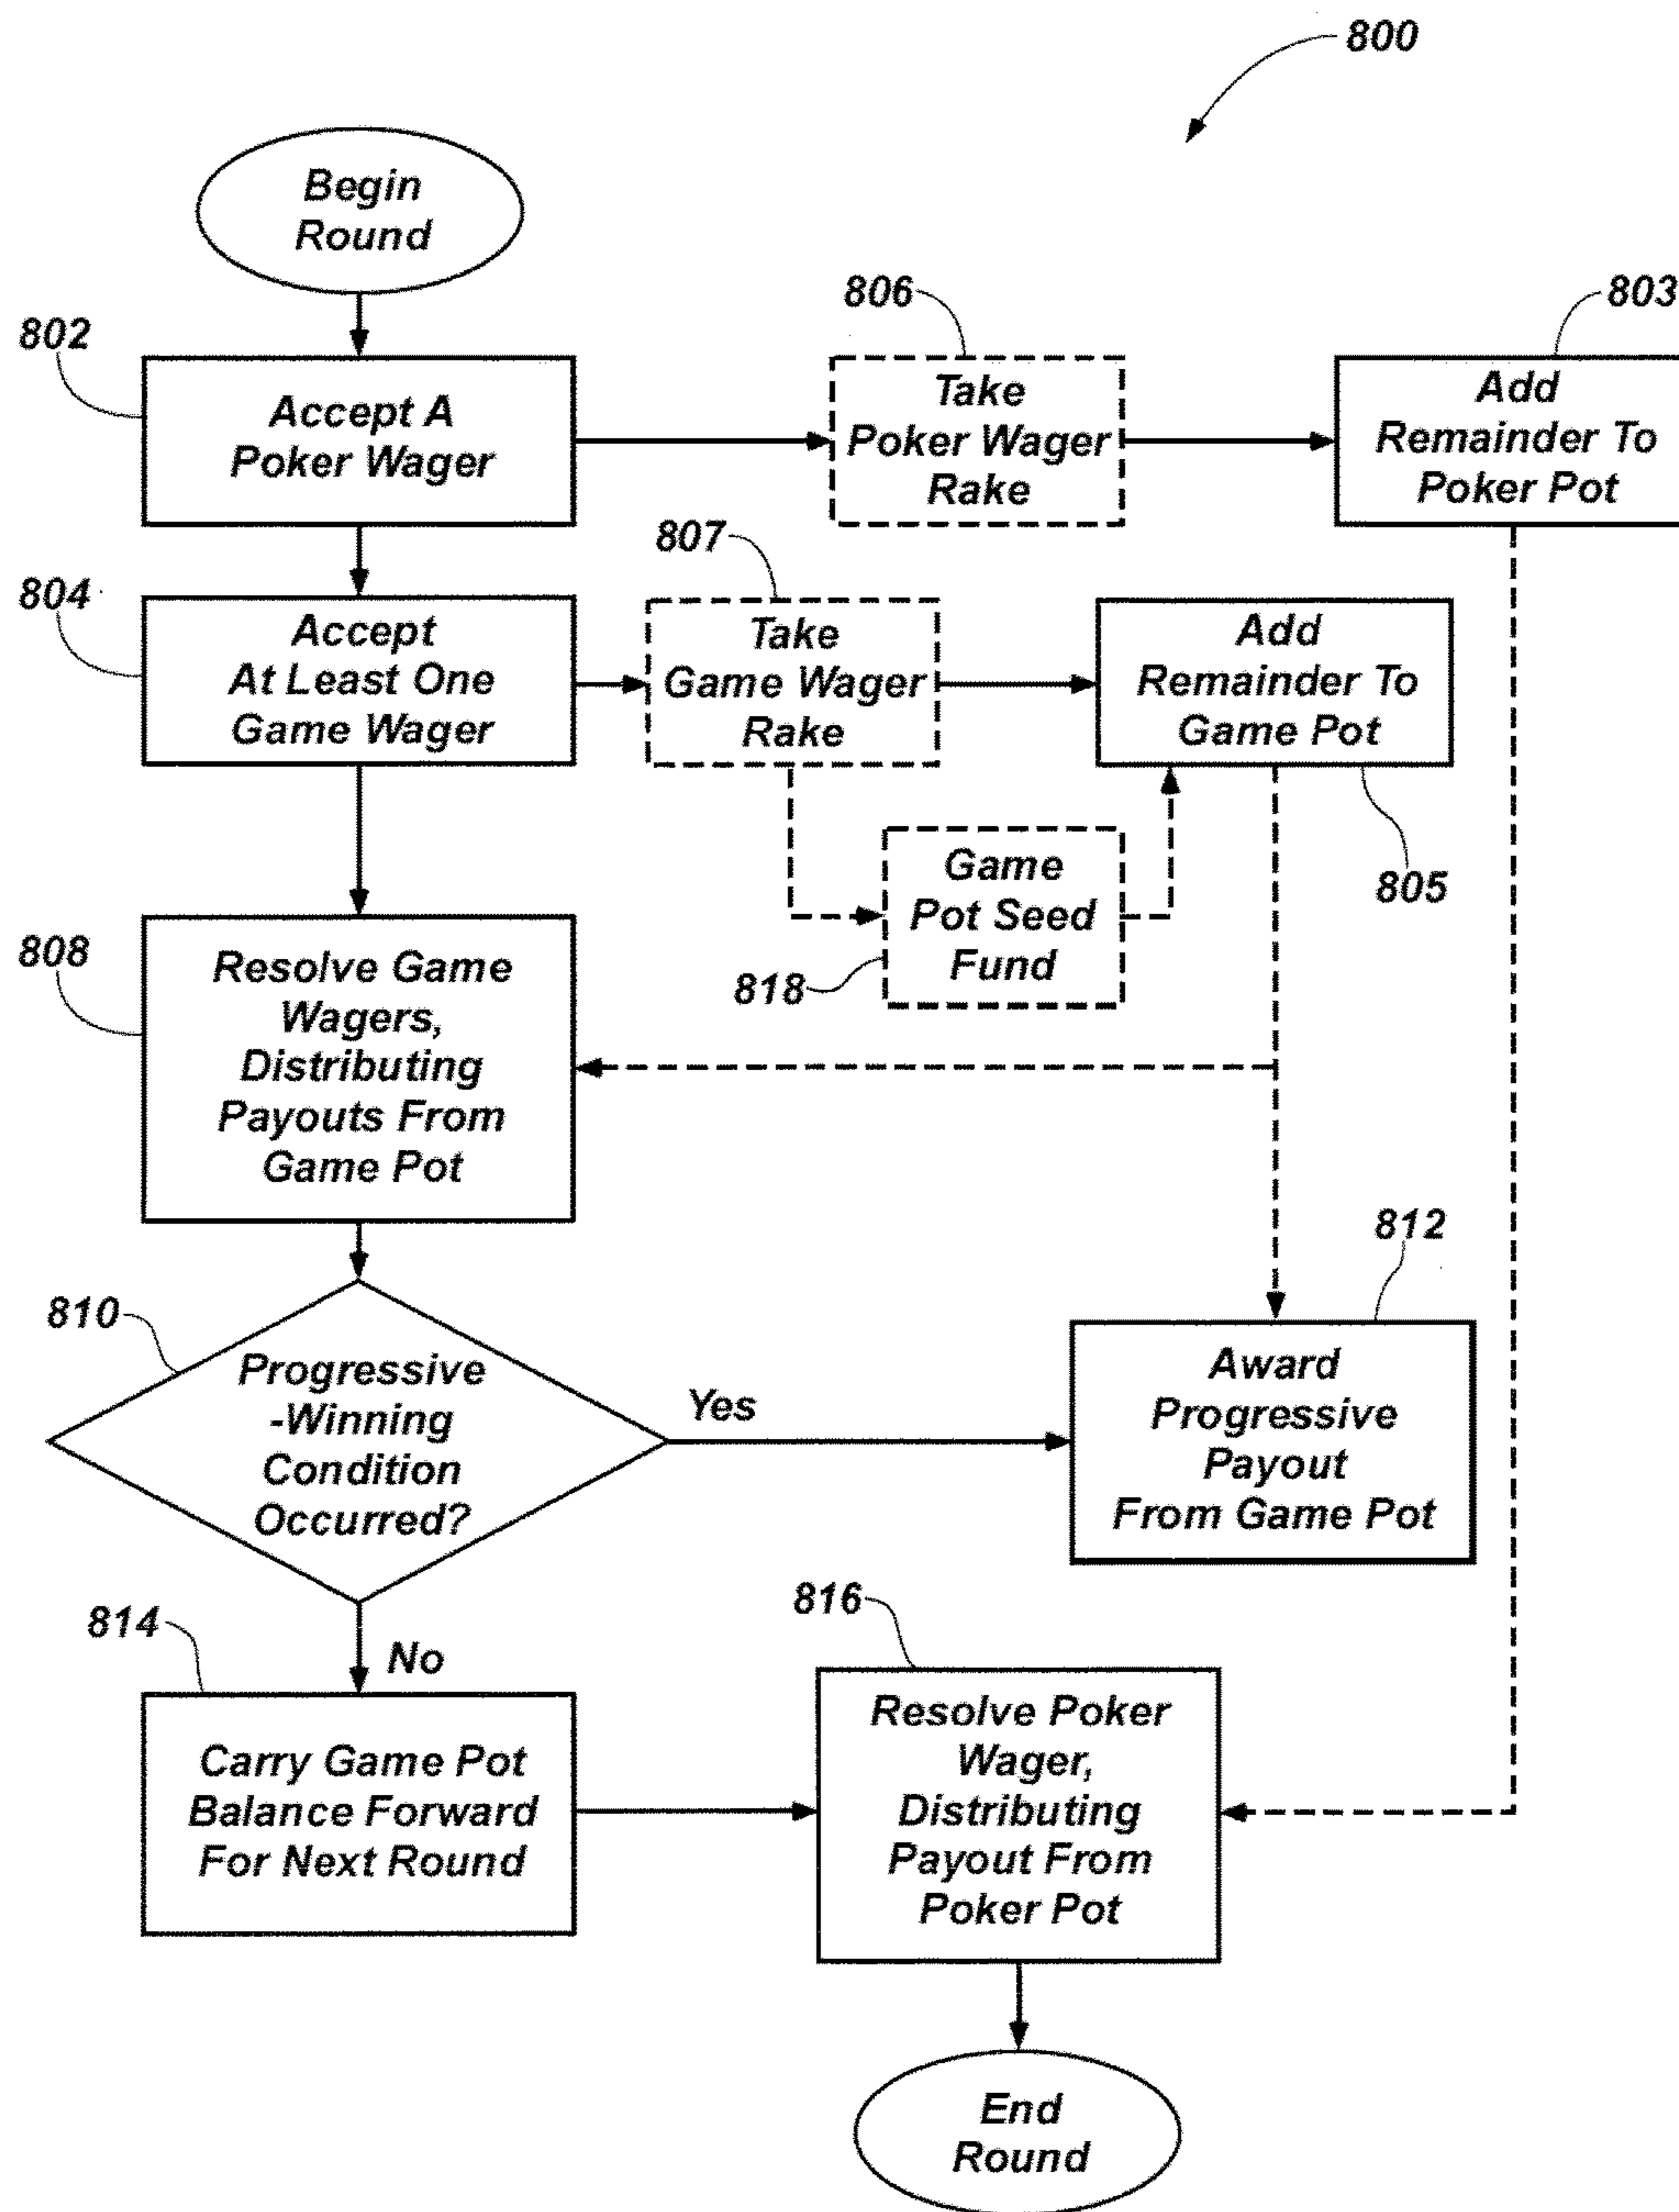 800
Begin
Round
806
803
802
Accept A
Poker Wager
Take
Poker Wager
Rake
Add
Remainder To
Poker Pot
807
804
Accept
At Least One
Game Wager
Take
Game Wager
Rake
Add
Remainder To
Game Pot
805
Game
Pot Seed
Fund
818
808
Resolve Game
Wagers,
Distributing
Payouts From
Game Pot
812
810
Progressive
-Winning
Condition
Occurred?
Yes
Award
Progressive
Payout
From Game Pot
814
No
816
Carry Game Pot
Balance Forward
For Next Round
Resolve Poker
Wager,
Distributing
Payout From
Poker Pot
End
Round